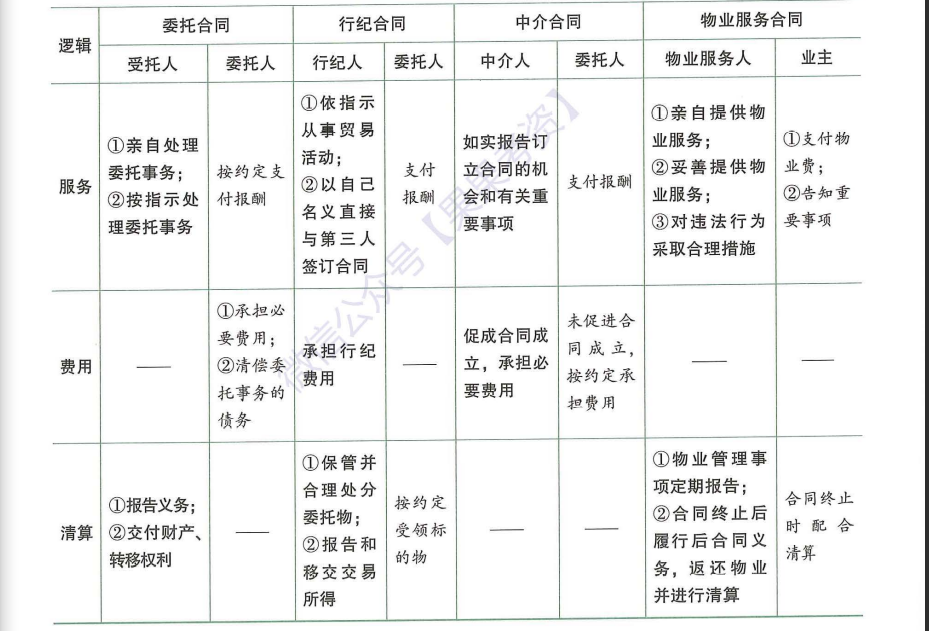 逻辑
委托合同
行纪合同
中介合同
物业服务合同
受托人
委托人
行纪人
委托人
中介人
委托人
物业服务人
业主
服务
①亲自处理
委托事务；
②按指示处
理委托事务
按约定支
付报酬
①依指示
从事贸易
活动；
②以自己
名义直接
与第三人
签订合同
支付
报酬
如实报告订
立合同的机
会和有关重
要事项
支付报酬
①亲自提供物
业服务；
②妥善提供物
业服务；
③对违法行为
采取合理措施
①支付物
业费；
②告知重
要事项
费用
——
①承担必
要费用；
②清偿委
托事务的
债务
承担行纪
费用
——
促成合同成
立，承担必
要费用
未促进合
同成立，
按约定承
担费用
——
——
清算
①报告义务；
②交付财产、
转移权利
——
①保管并
合理处分
委托物；
②报告和
移交交易
所得
按约定
受领标
的物
——
——
①物业管理事
项定期报告；
②合同终止后
履行后合同义
务，返还物业
并进行清算
合同终止
时配合
清算
微信公众号【果果考资】